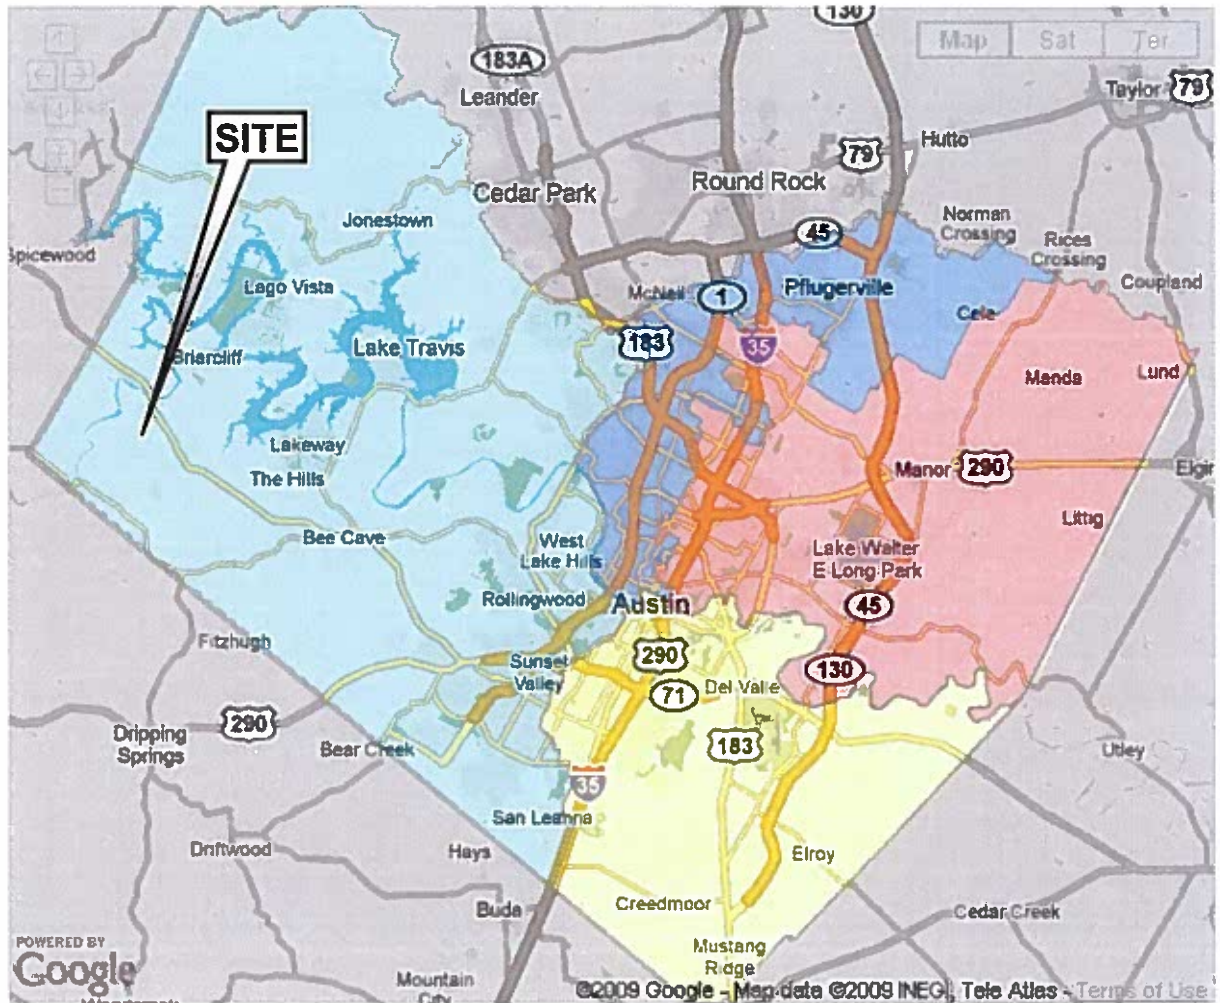 130
Map Sat Ter
183A
Leander
Taylor 79
SITE
79
Hutto
Cedar Park
Round Rock
Jonestown
45
Norman
Crossing
Rices
Crossing
Spicewood
Coupland
Lago Vista
McNeil
1
Pflugerville
Cele
183
35
Briarcliff
Lake Travis
Manda
Lund
Lakeway
The Hills
Manor 290
Elgin
Littig
Bee Cave
West
Lake Hills
Lake Walter
E Long Park
Rollingwood
Austin
45
Fitzhugh
290
Sunset
Valley
130
71
Del Valle
290
Dripping
Springs
Bear Creek
183
Utley
35
San Leanna
Driftwood
Hays
Elroy
Buda
Creedmoor
Cedar Creek
POWERED BY
Google
Mustang
Ridge
Mountain
City
©2009 Google - Map data ©2009 INEGI, Tele Atlas - Terms of Use